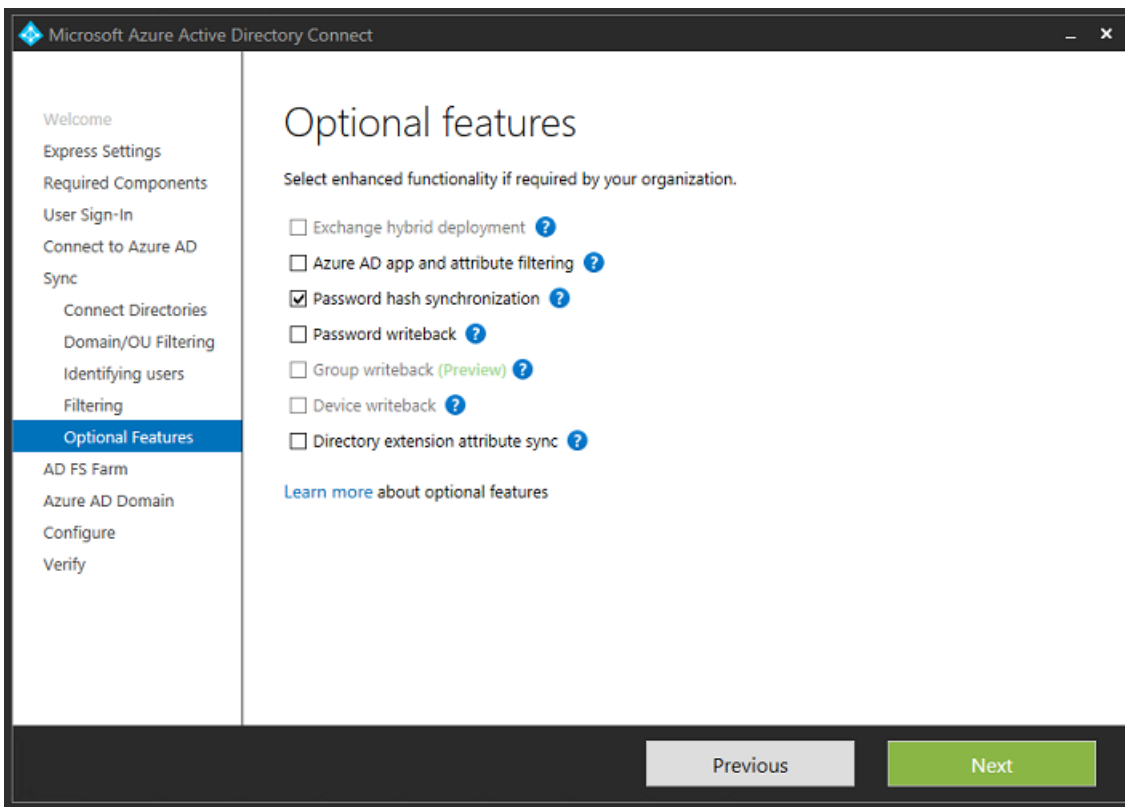 Microsoft Azure Active Directory Connect
Welcome
Express Settings
Required Components
User Sign-In
Connect to Azure AD
Sync
Connect Directories
Domain/OU Filtering
Identifying users
Filtering
Optional Features
AD FS Farm
Azure AD Domain
Configure
Verify
Optional features
Select enhanced functionality if required by your organization.
Exchange hybrid deployment ?
Azure AD app and attribute filtering ?
Password hash synchronization ?
Password writeback ?
Group writeback (Preview) ?
Device writeback ?
Directory extension attribute sync ?
Learn more about optional features
Previous
Next